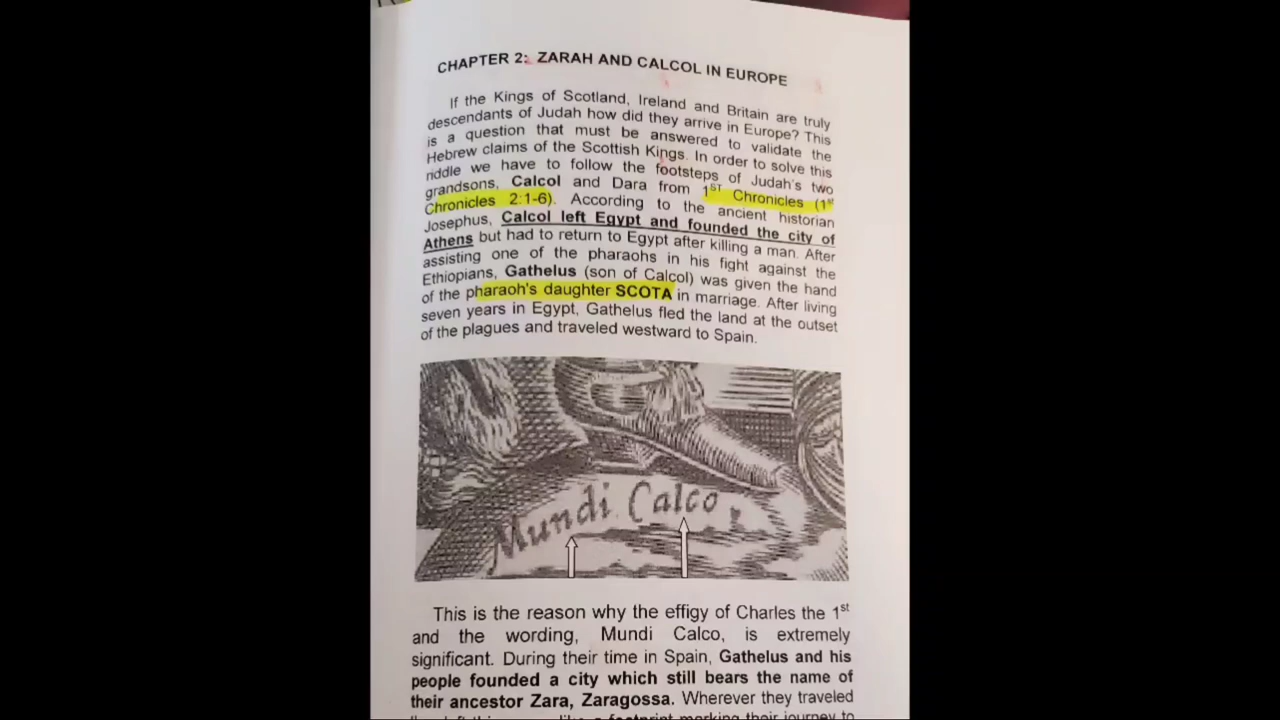 CHAPTER 2: ZARAH AND CALCOL IN EUROPE
If the Kings of Scotland, Ireland and Britain are truly
descendants of Judah how did they arrive in Europe? This
is a question that must be answered to validate the
Hebrew claims of the Scottish Kings. In order to solve this
riddle we have to follow the footsteps of Judah's two
grandsons, Calcol and Dara from 1ST Chronicles (1st
Chronicles 2:1-6). According to the ancient historian
Josephus, Calcol left Egypt and founded the city of
Athens but had to return to Egypt after killing a man. After
assisting one of the pharaohs in his fight against the
Ethiopians, Gathelus (son of Calcol) was given the hand
of the pharaoh's daughter SCOTA in marriage. After living
seven years in Egypt, Gathelus fled the land at the outset
of the plagues and traveled westward to Spain.
Mundi Calco
This is the reason why the effigy of Charles the 1st
and the wording, Mundi Calco, is extremely
significant. During their time in Spain, Gathelus and his
people founded a city which still bears the name of
their ancestor Zara, Zaragossa. Wherever they traveled